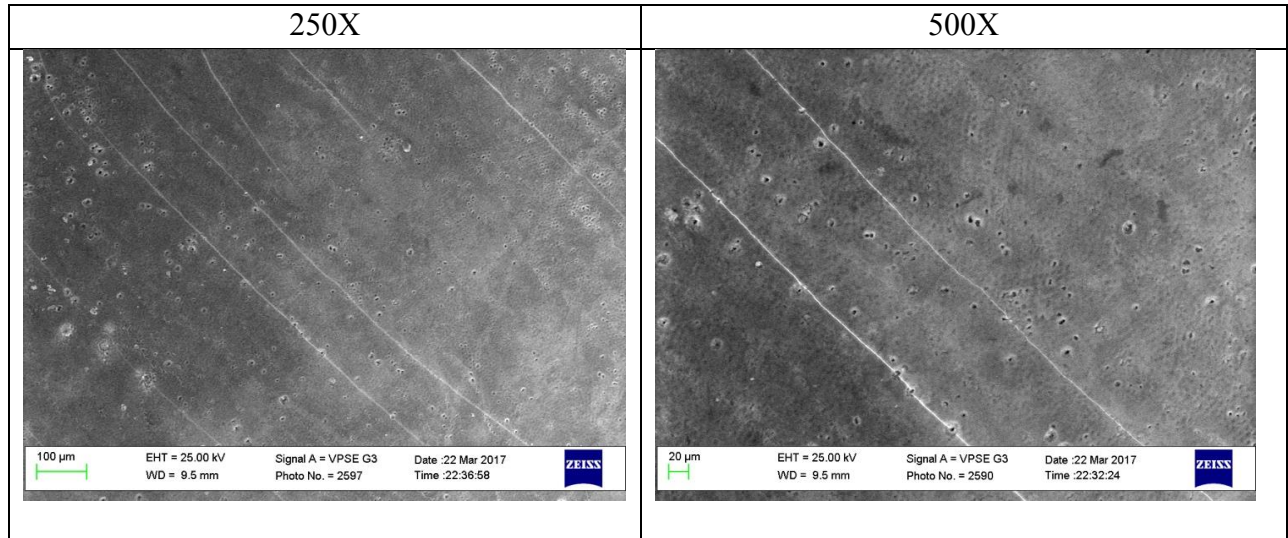 250X
500X
100 µm
EHT = 25.00 kV
Signal A = VPSE G3
Date :22 Mar 2017
WD = 9.5 mm
Photo No. = 2597
Time :22:36:58
ZEISS
20 µm
EHT = 25.00 kV
Signal A = VPSE G3
Date :22 Mar 2017
WD = 9.5 mm
Photo No. = 2590
Time :22:32:24
ZEISS